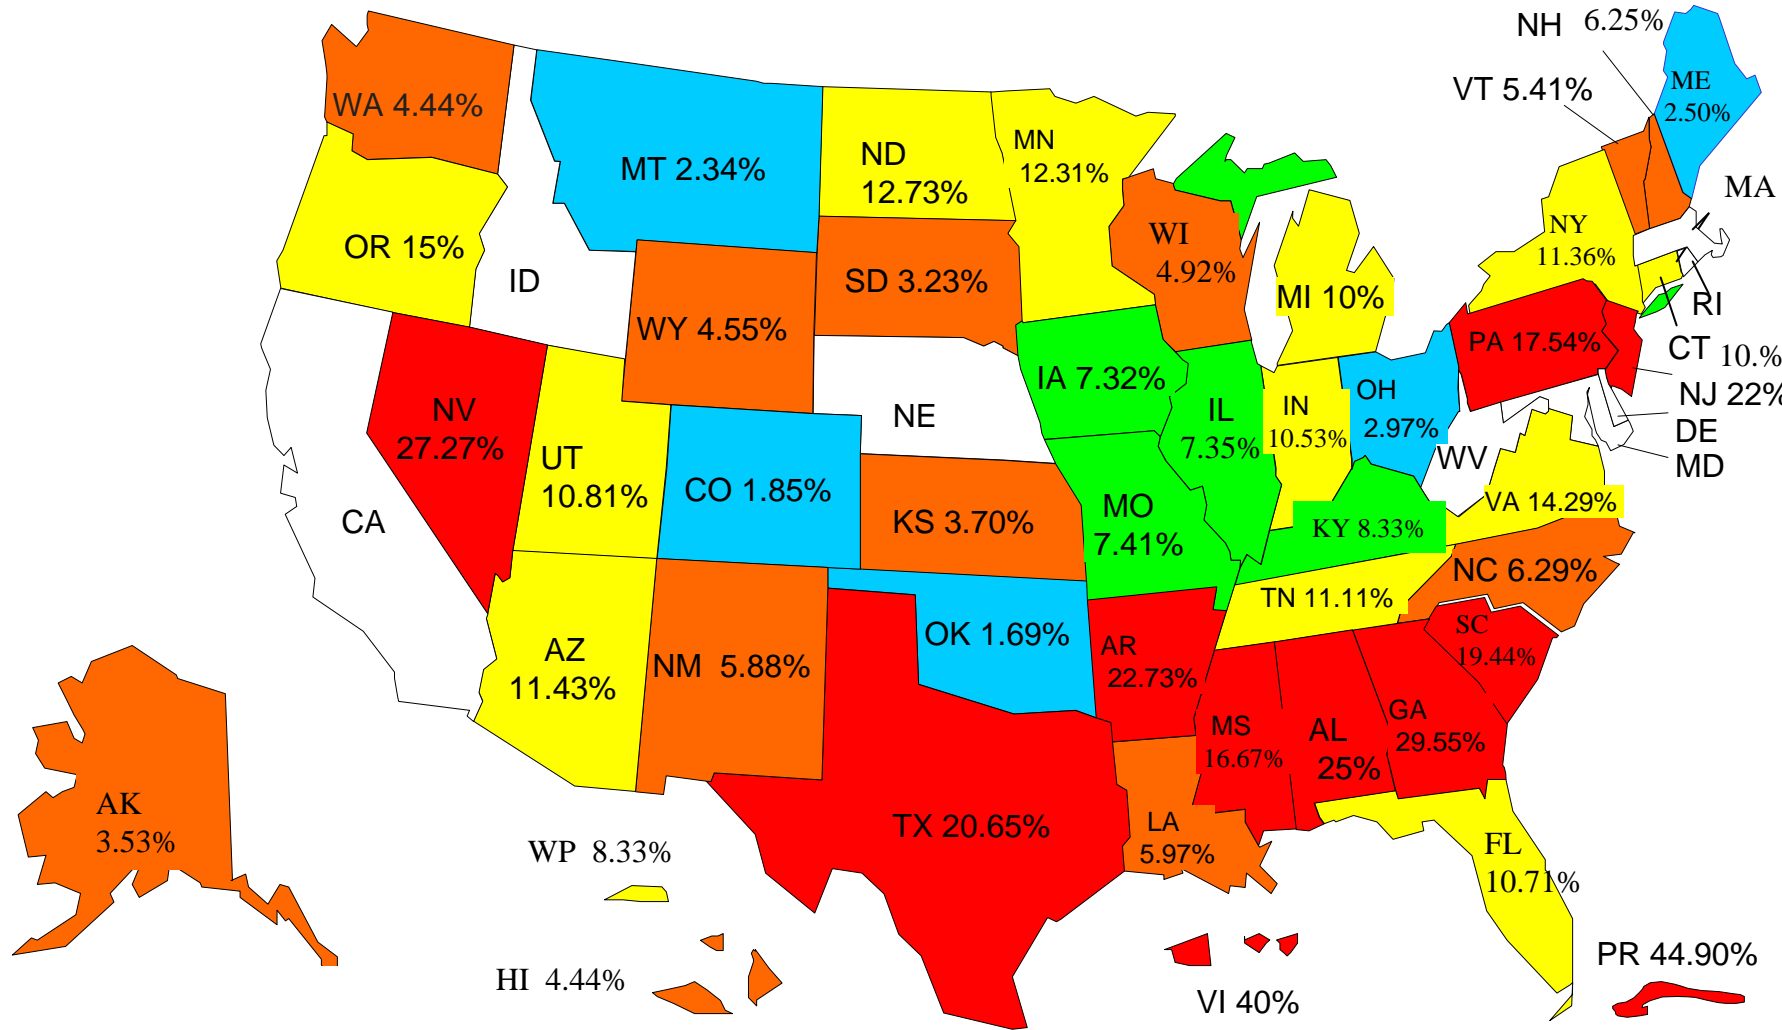 NH 6.25%
VT 5.41%
ME
2.50%
WA 4.44%
MT 2.34%
ND
12.73%
MN
12.31%
MA
OR 15%
ID
SD 3.23%
WI
4.92%
NY
11.36%
WY 4.55%
MI 10%
RI
PA 17.54%
CT 10.%
NJ 22%
DE
MD
NV
27.27%
NE
IA 7.32%
IL
7.35%
IN
10.53%
OH
2.97%
WV
UT
10.81%
CO 1.85%
KS 3.70%
MO
7.41%
KY 8.33%
VA 14.29%
CA
NC 6.29%
TN 11.11%
AZ
11.43%
NM 5.88%
OK 1.69%
AR
22.73%
SC
19.44%
MS
16.67%
AL
25%
GA
29.55%
AK
3.53%
TX 20.65%
LA
5.97%
FL
10.71%
WP 8.33%
HI 4.44%
VI 40%
PR 44.90%